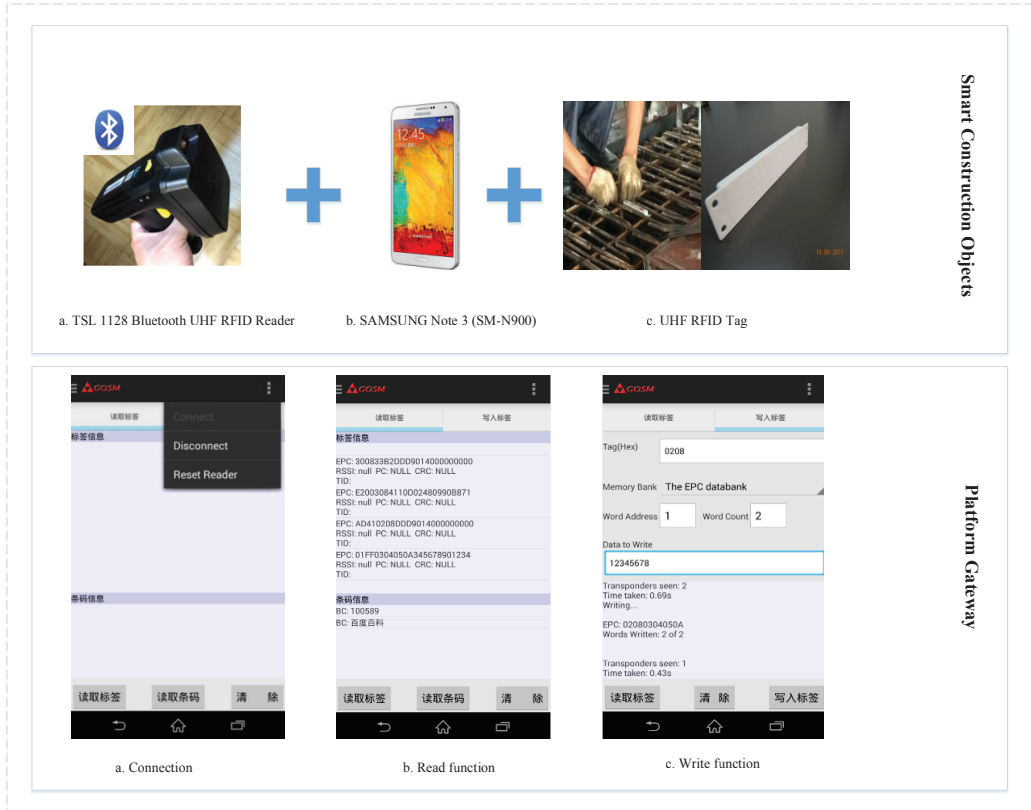 Smart Construction Objects
12:45
SAMSUNG
19 04 2011
a. TSL 1128 Bluetooth UHF RFID Reader
b. SAMSUNG Note 3 (SM-N900)
c. UHF RFID Tag
Platform Gateway
GOSM
读取标签
Connect
Disconnect
Reset Reader
标签信息
条码信息
读取标签 读取条码 清 除
a. Connection
GOSM
读取标签 写入标签
标签信息
EPC: 300833B2DDD9014000000000
RSSI: null PC: NULL CRC: NULL
TID:
EPC: E2003084110D02480990B871
RSSI: null PC: NULL CRC: NULL
TID:
EPC: AD410208DDD9014000000000
RSSI: null PC: NULL CRC: NULL
TID:
EPC: 01FF0304050A345678901234
RSSI: null PC: NULL CRC: NULL
TID:
条码信息
BC: 100589
BC: 百度百科
读取标签 读取条码 清 除
b. Read function
GOSM
读取标签 写入标签
Tag(Hex) 0208
Memory Bank The EPC databank
Word Address 1 Word Count 2
Data to Write
12345678
Transponders seen: 2
Time taken: 0.69s
Writing...
EPC: 02080304050A
Words Written: 2 of 2
Transponders seen: 1
Time taken: 0.43s
读取标签 清 除 写入标签
c. Write function